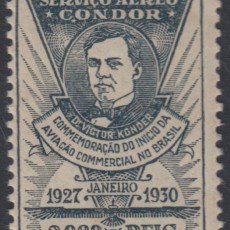 SERVIÇO AEREO
CONDOR
DR. VICTOR KONDER
COMMEMORAÇÃO DO INICIO DA
AVIAÇÃO COMMERCIAL NO BRASIL
JANEIRO
1927 1930
REIS